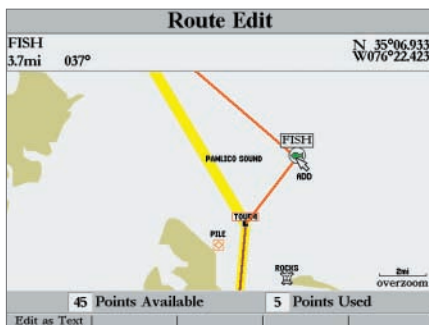 Route Edit
FISH
N 35°06.933
3.7mi 037°
W076°22.423
FISH
PAMLICO SOUND
ADD
TOUR4
PILE
ROCKS
2mi
overzoom
45 Points Available 5 Points Used
Edit as Text